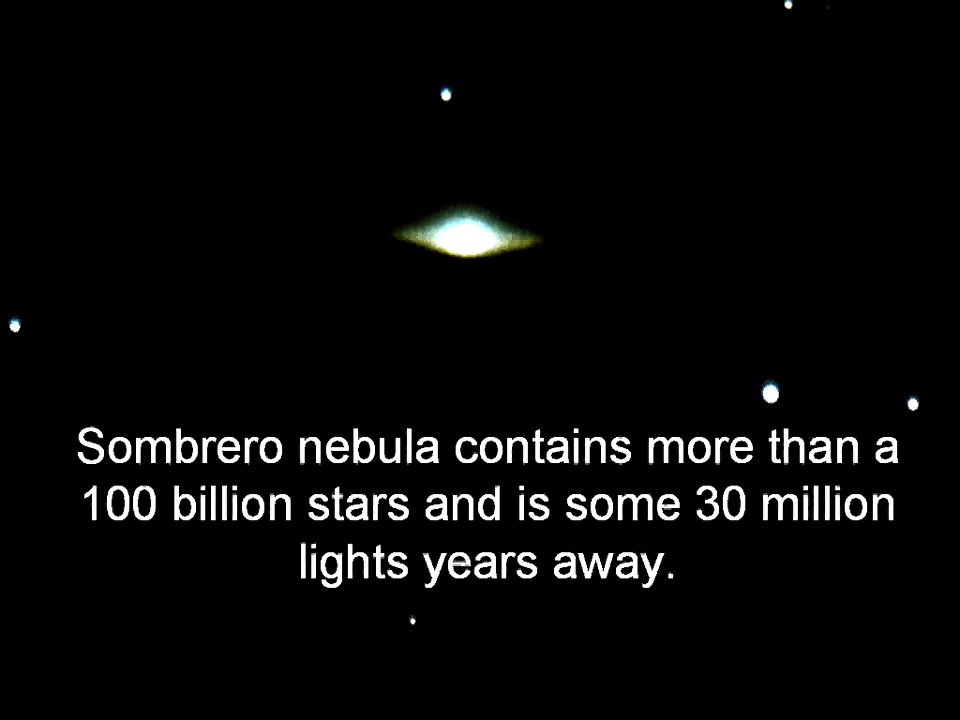 Sombrero nebula contains more than a
100 billion stars and is some 30 million
lights years away.